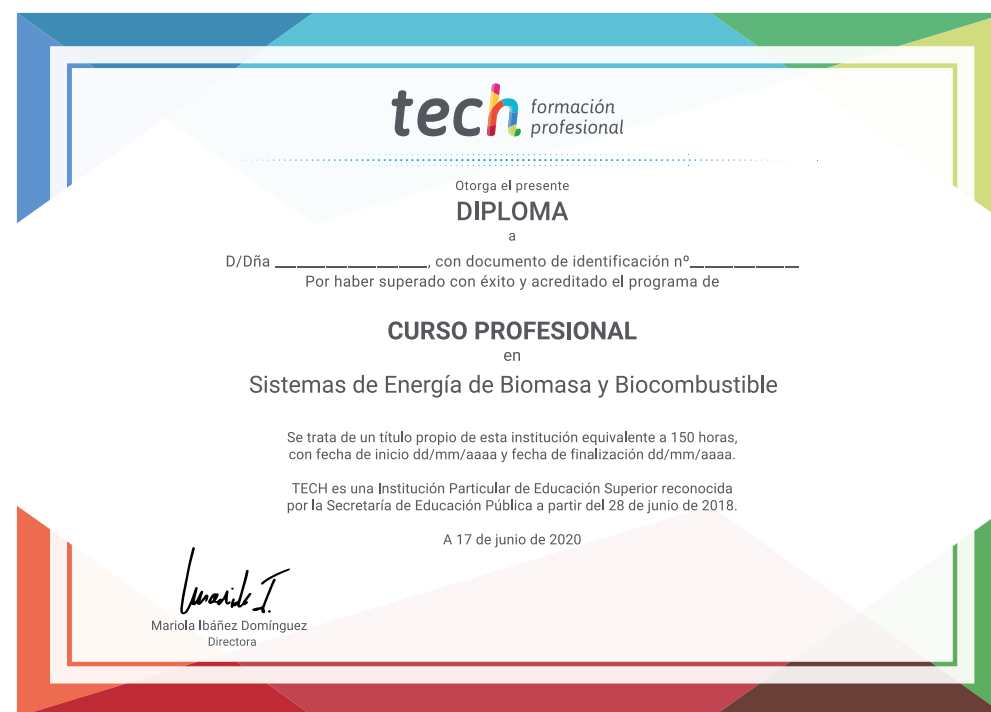 tech formación
profesional
Otorga el presente
DIPLOMA
a
D/Dña ______________, con documento de identificación nº__________
Por haber superado con éxito y acreditado el programa de
CURSO PROFESIONAL
en
Sistemas de Energía de Biomasa y Biocombustible
Se trata de un título propio de esta institución equivalente a 150 horas,
con fecha de inicio dd/mm/aaaa y fecha de finalización dd/mm/aaaa.
TECH es una Institución Particular de Educación Superior reconocida
por la Secretaría de Educación Pública a partir del 28 de junio de 2018.
A 17 de junio de 2020
Mariola Ibáñez Domínguez
Directora